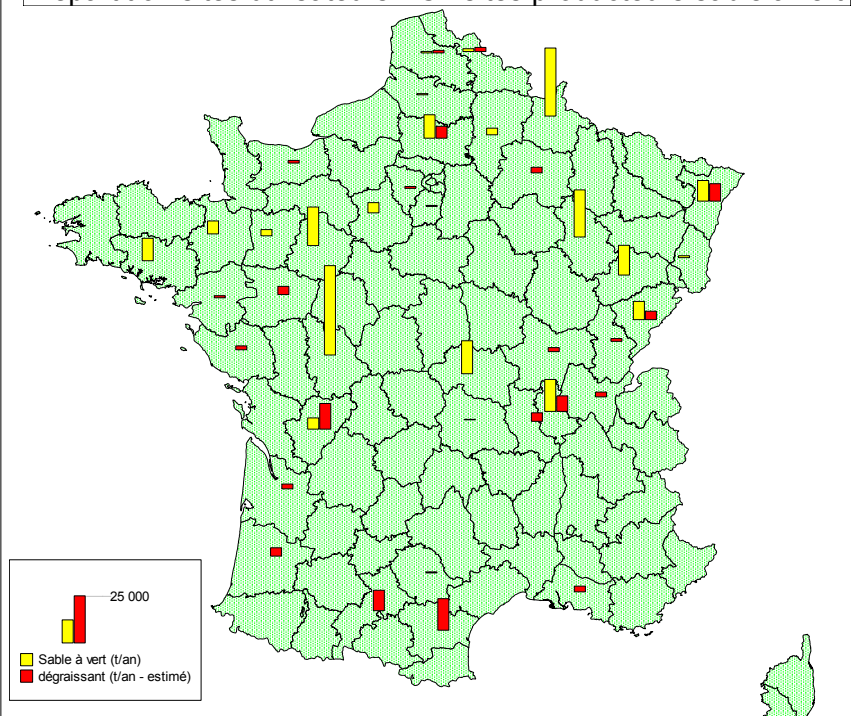 25 000
Sable à vert (t/an)
dégraissant (t/an - estimé)